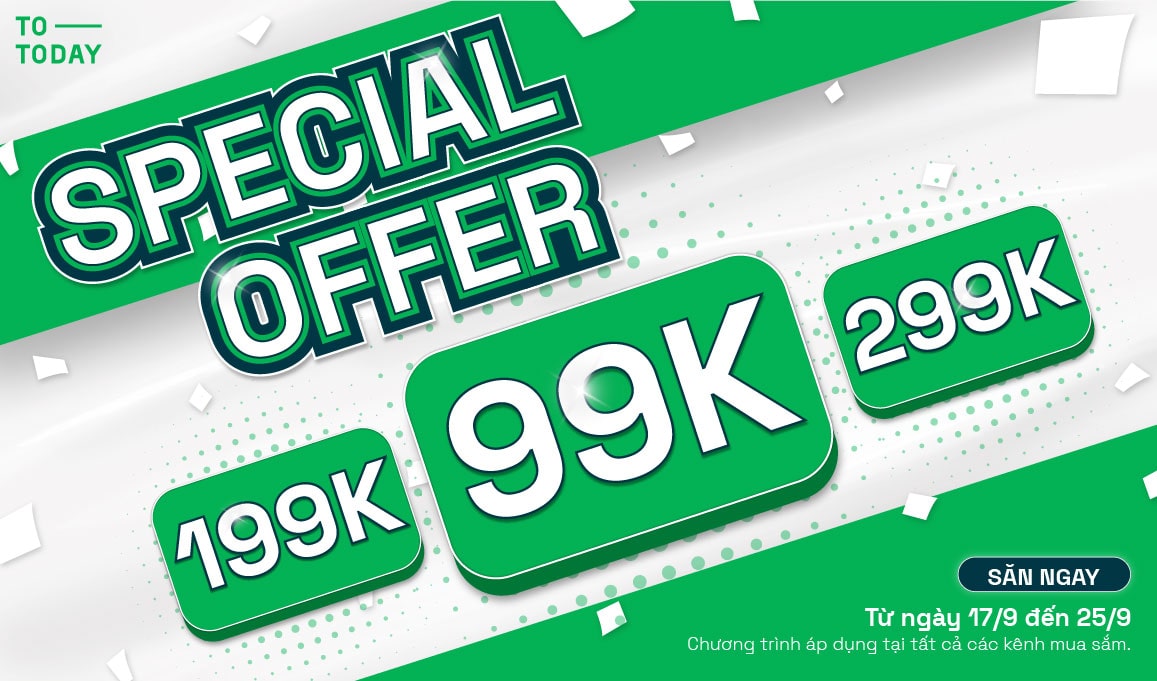 TO
TODAY
SPECIAL
OFFER
199K
99K
299K
SĂN NGAY
Từ ngày 17/9 đến 25/9
Chương trình áp dụng tại tất cả các kênh mua sắm.